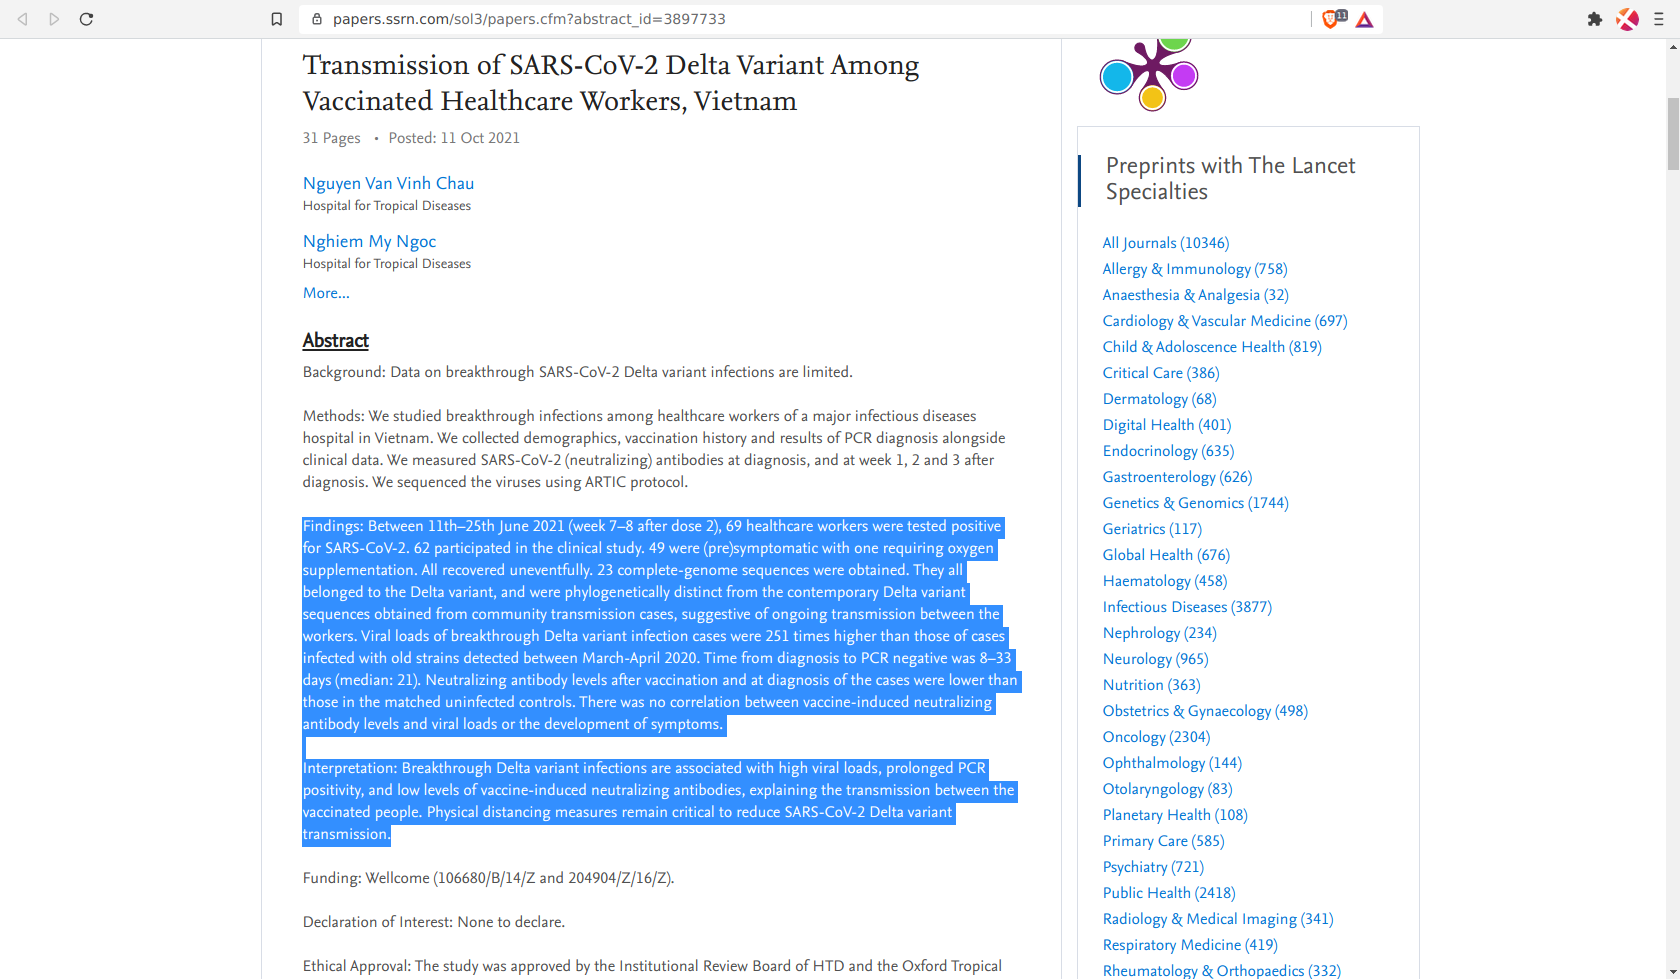 papers.ssrn.com/sol3/papers.cfm?abstract_id=3897733
11
Transmission of SARS-CoV-2 Delta Variant Among
Vaccinated Healthcare Workers, Vietnam
31 Pages • Posted: 11 Oct 2021
Nguyen Van Vinh Chau
Hospital for Tropical Diseases
Nghiem My Ngoc
Hospital for Tropical Diseases
More...
Abstract
Background: Data on breakthrough SARS-CoV-2 Delta variant infections are limited.
Methods: We studied breakthrough infections among healthcare workers of a major infectious diseases
hospital in Vietnam. We collected demographics, vaccination history and results of PCR diagnosis alongside
clinical data. We measured SARS-CoV-2 (neutralizing) antibodies at diagnosis, and at week 1, 2 and 3 after
diagnosis. We sequenced the viruses using ARTIC protocol.
Findings: Between 11th–25th June 2021 (week 7–8 after dose 2), 69 healthcare workers were tested positive
for SARS-CoV-2. 62 participated in the clinical study. 49 were (pre)symptomatic with one requiring oxygen
supplementation. All recovered uneventfully. 23 complete-genome sequences were obtained. They all
belonged to the Delta variant, and were phylogenetically distinct from the contemporary Delta variant
sequences obtained from community transmission cases, suggestive of ongoing transmission between the
workers. Viral loads of breakthrough Delta variant infection cases were 251 times higher than those of cases
infected with old strains detected between March-April 2020. Time from diagnosis to PCR negative was 8–33
days (median: 21). Neutralizing antibody levels after vaccination and at diagnosis of the cases were lower than
those in the matched uninfected controls. There was no correlation between vaccine-induced neutralizing
antibody levels and viral loads or the development of symptoms.
Interpretation: Breakthrough Delta variant infections are associated with high viral loads, prolonged PCR
positivity, and low levels of vaccine-induced neutralizing antibodies, explaining the transmission between the
vaccinated people. Physical distancing measures remain critical to reduce SARS-CoV-2 Delta variant
transmission.
Funding: Wellcome (106680/B/14/Z and 204904/Z/16/Z).
Declaration of Interest: None to declare.
Ethical Approval: The study was approved by the Institutional Review Board of HTD and the Oxford Tropical
Preprints with The Lancet
Specialties
All Journals (10346)
Allergy & Immunology (758)
Anaesthesia & Analgesia (32)
Cardiology & Vascular Medicine (697)
Child & Adoloscence Health (819)
Critical Care (386)
Dermatology (68)
Digital Health (401)
Endocrinology (635)
Gastroenterology (626)
Genetics & Genomics (1744)
Geriatrics (117)
Global Health (676)
Haematology (458)
Infectious Diseases (3877)
Nephrology (234)
Neurology (965)
Nutrition (363)
Obstetrics & Gynaecology (498)
Oncology (2304)
Ophthalmology (144)
Otolaryngology (83)
Planetary Health (108)
Primary Care (585)
Psychiatry (721)
Public Health (2418)
Radiology & Medical Imaging (341)
Respiratory Medicine (419)
Rheumatology & Orthopaedics (332)